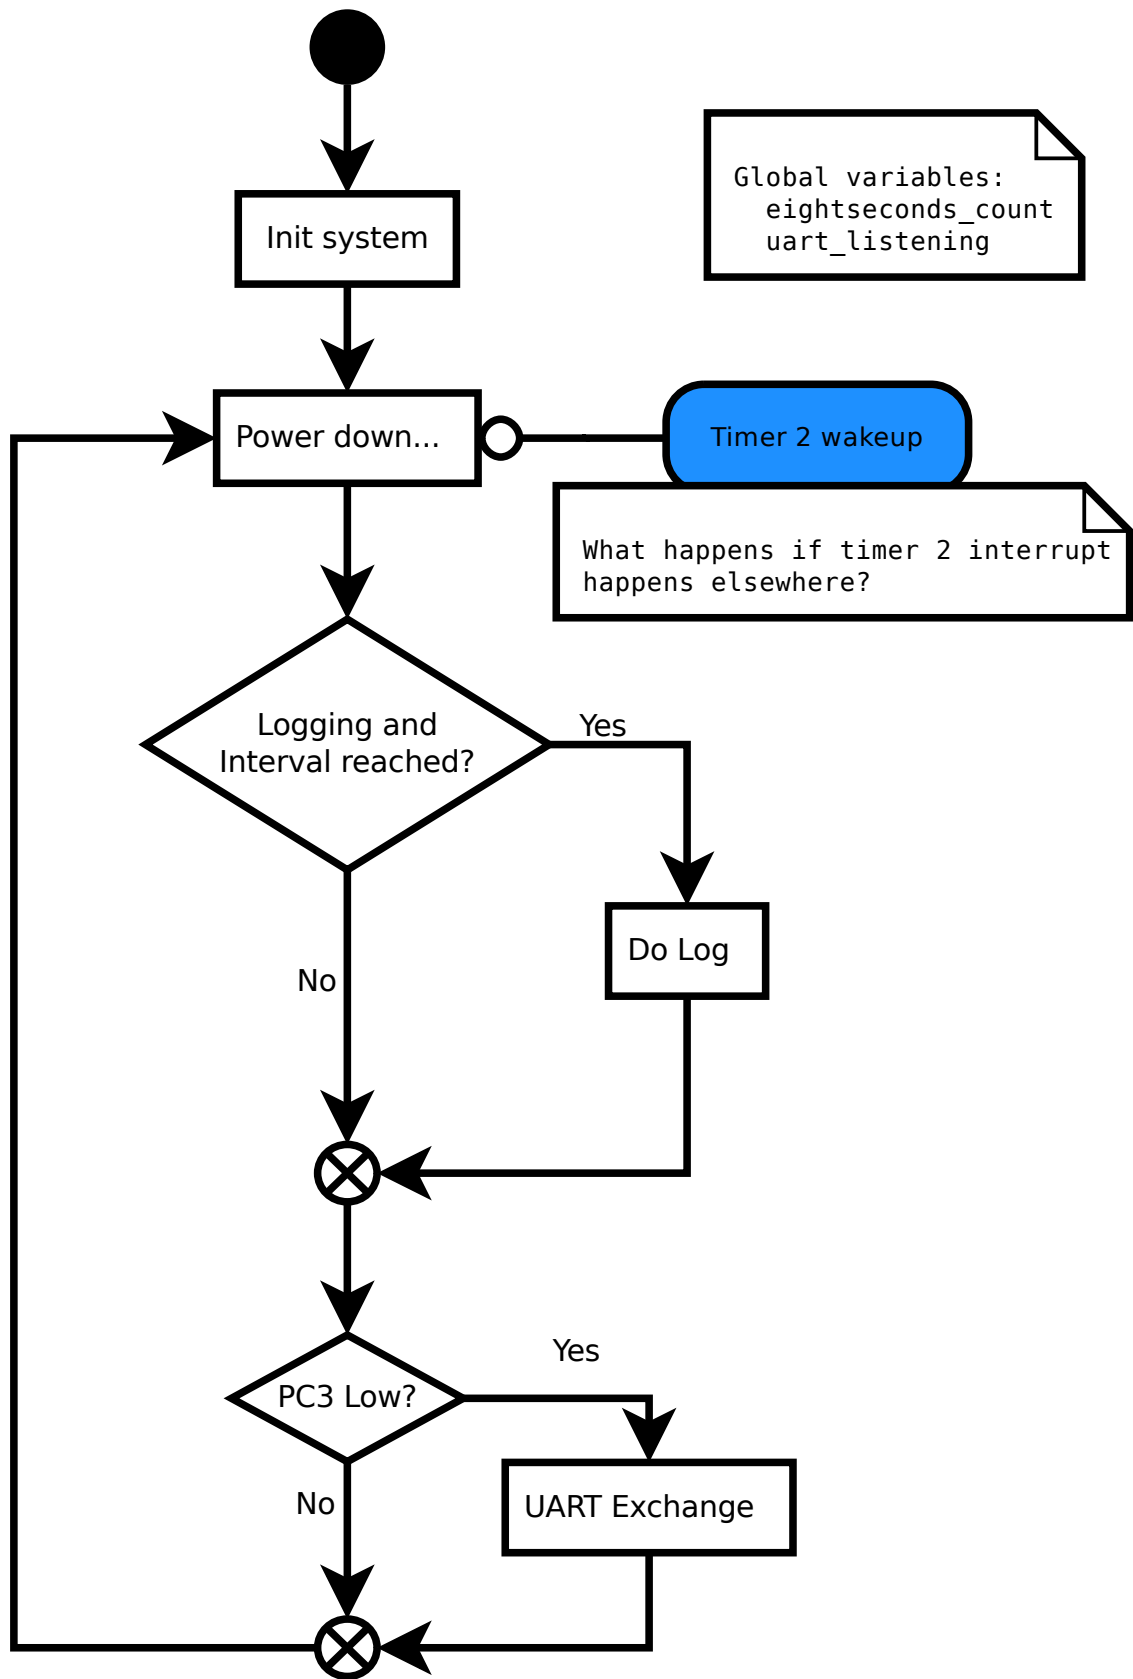 Init system
Global variables:
eightseconds_count
uart_listening
Power down...
Timer 2 wakeup
What happens if timer 2 interrupt
happens elsewhere?
Logging and
Interval reached?
Yes
Do Log
No
PC3 Low?
Yes
UART Exchange
No